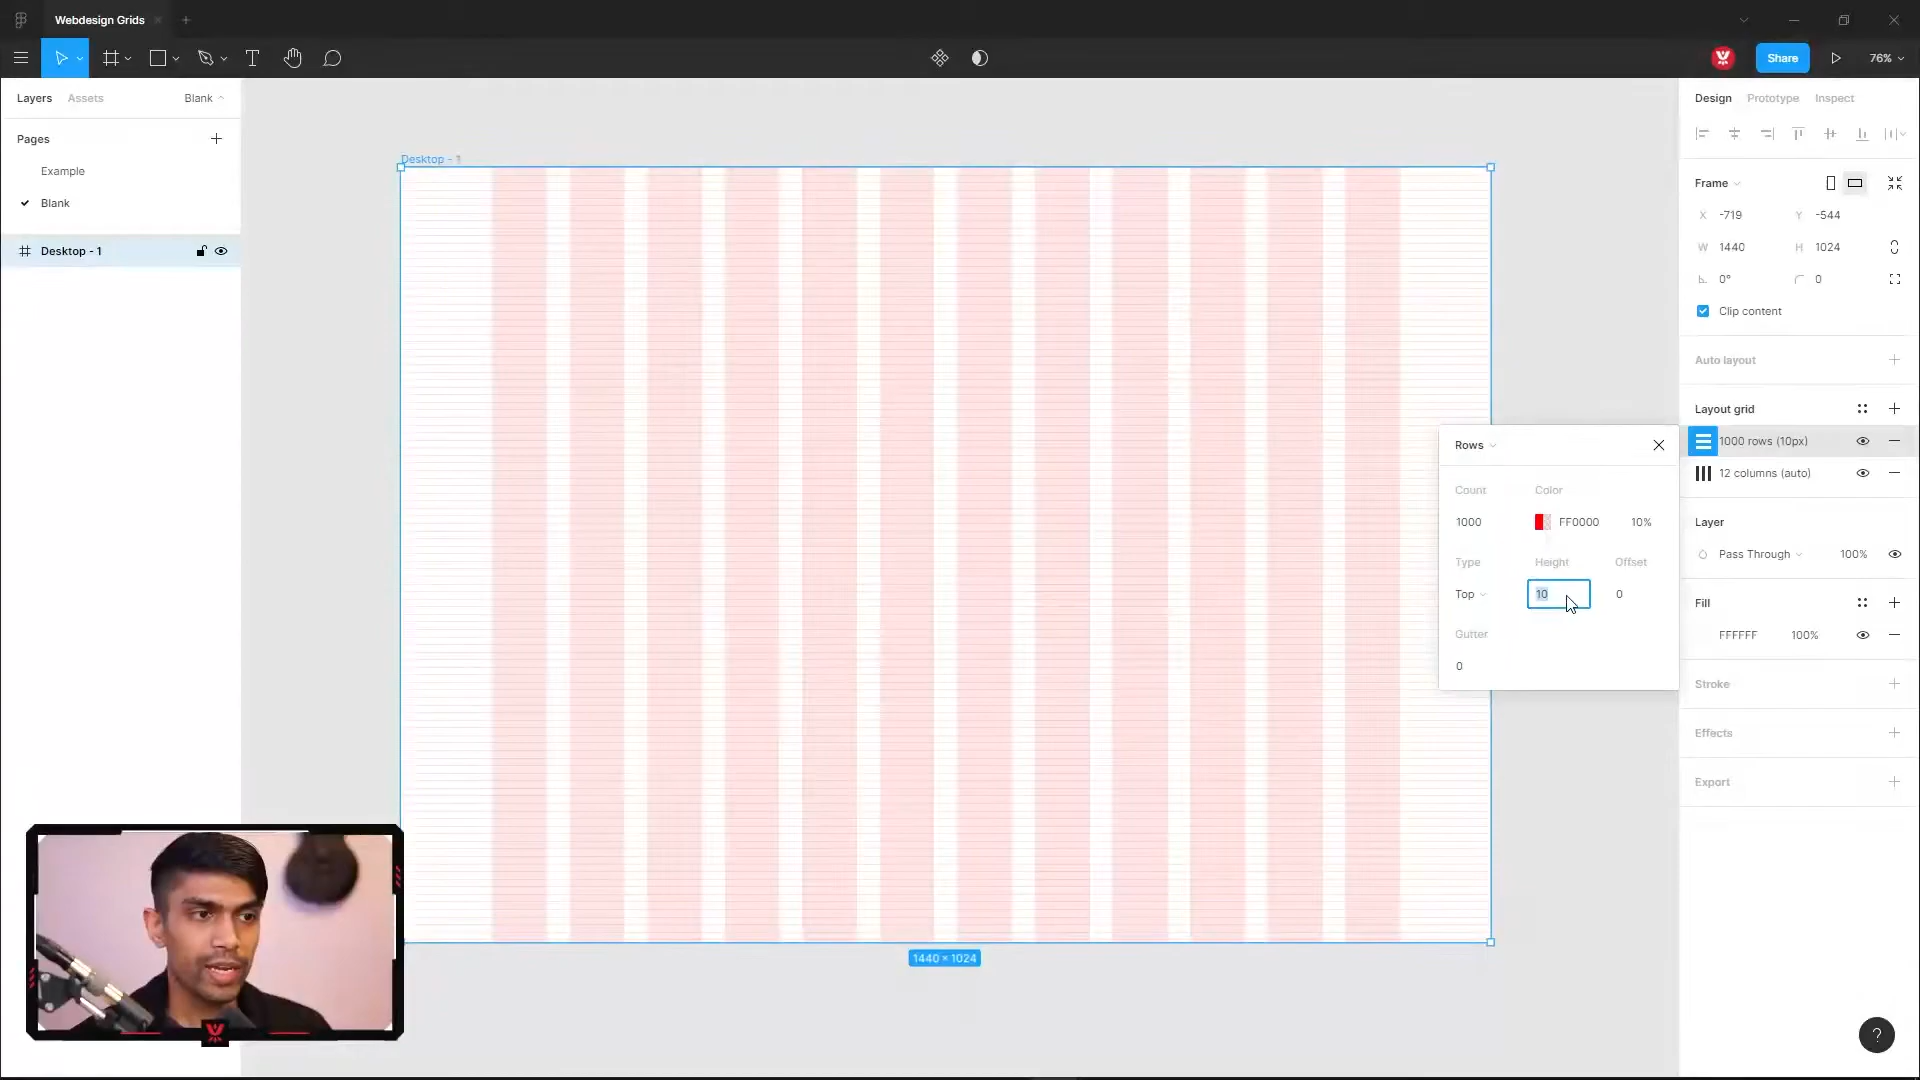 Webdesign Grids
Share
76%
Layers Assets Blank
Pages
Example
Blank
Desktop - 1
Desktop - 1
1440 × 1024
Design Prototype Inspect
Frame
X -719 Y -544
W 1440 H 1024
0° 0
Clip content
Auto layout
Layout grid
1000 rows (10px)
12 columns (auto)
Layer
Pass Through 100%
Fill
FFFFFF 100%
Stroke
Effects
Export
Rows
Count Color
1000 FF0000 10%
Type Height Offset
Top 10 0
Gutter
0
?